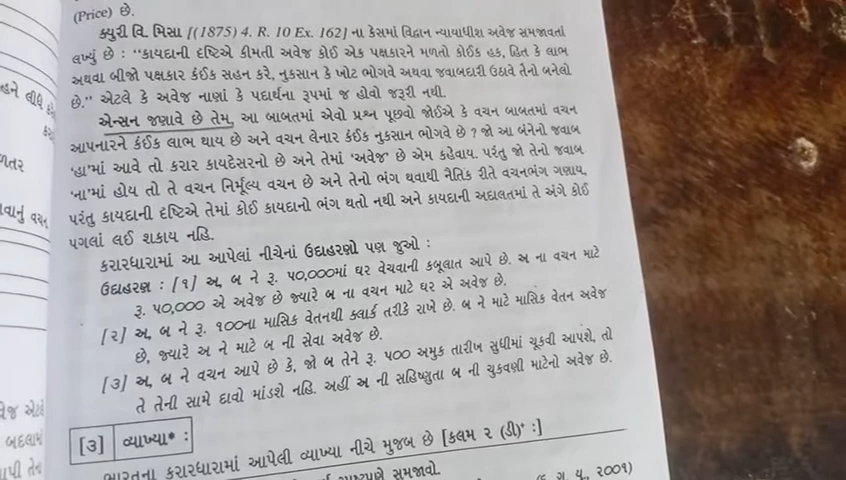 (Price) છે.
ક્યુરી વિ. મિસા [(1875) 4. R. 10 Ex. 162] ના કેસમાં વિદ્વાન ન્યાયાધીશ અવેજ સમજાવતાં
લખ્યું છે : “કાયદાની દૃષ્ટિએ કીમતી અવેજ કોઈ એક પક્ષકારને મળતો કોઈક હક, હિત કે લાભ
અથવા બીજો પક્ષકાર કંઈક સહન કરે, નુકસાન કે ખોટ ભોગવે અથવા જવાબદારી ઉઠાવે તેનો બનેલો
છે.” એટલે કે અવેજ નાણાં કે પદાર્થના રૂપમાં જ હોવો જરૂરી નથી.
એન્સન જણાવે છે તેમ, આ બાબતમાં એવો પ્રશ્ન પૂછવો જોઈએ કે વચન બાબતમાં વચન
આપનારને કંઈક લાભ થાય છે અને વચન લેનાર કંઈક નુકસાન ભોગવે છે ? જો આ બંનેનો જવાબ
‘હા’માં આવે તો કરાર કાયદેસરનો છે અને તેમાં ‘અવેજ’ છે એમ કહેવાય. પરંતુ જો તેનો જવાબ
‘ના’માં હોય તો તે વચન નિર્મૂલ્ય વચન છે અને તેનો ભંગ થવાથી નૈતિક રીતે વચનભંગ ગણાય,
પરંતુ કાયદાની દૃષ્ટિએ તેમાં કોઈ કાયદાનો ભંગ થતો નથી અને કાયદાની અદાલતમાં તે અંગે કોઈ
પગલાં લઈ શકાય નહિ.
કરારધારામાં આ આપેલાં નીચેનાં ઉદાહરણો પણ જુઓ :
ઉદાહરણ : [૧] અ, બ ને રૂ. ૫૦,૦૦૦માં ઘર વેચવાની કબૂલાત આપે છે. અ ના વચન માટે
રૂ. ૫૦,૦૦૦ એ અવેજ છે જ્યારે બ ના વચન માટે ઘર એ અવેજ છે.
[૨] અ, બ ને રૂ. ૧૦૦ના માસિક વેતનથી ક્લાર્ક તરીકે રાખે છે. બ ને માટે માસિક વેતન અવેજ
છે, જ્યારે અ ને માટે બ ની સેવા અવેજ છે.
[૩] અ, બ ને વચન આપે છે કે, જો બ તેને રૂ. ૫૦૦ અમુક તારીખ સુધીમાં ચૂકવી આપશે, તો
તે તેની સામે દાવો માંડશે નહિ. અહીં અ ની સહિષ્ણુતા બ ની ચુકવણી માટેનો અવેજ છે.
[૩] વ્યાખ્યા* :
ભારતના કરારધારામાં આપેલી વ્યાખ્યા નીચે મુજબ છે [કલમ ૨ (ડી)⁺ :]
સમજાવો.
યુ., ૨૦૦૧)